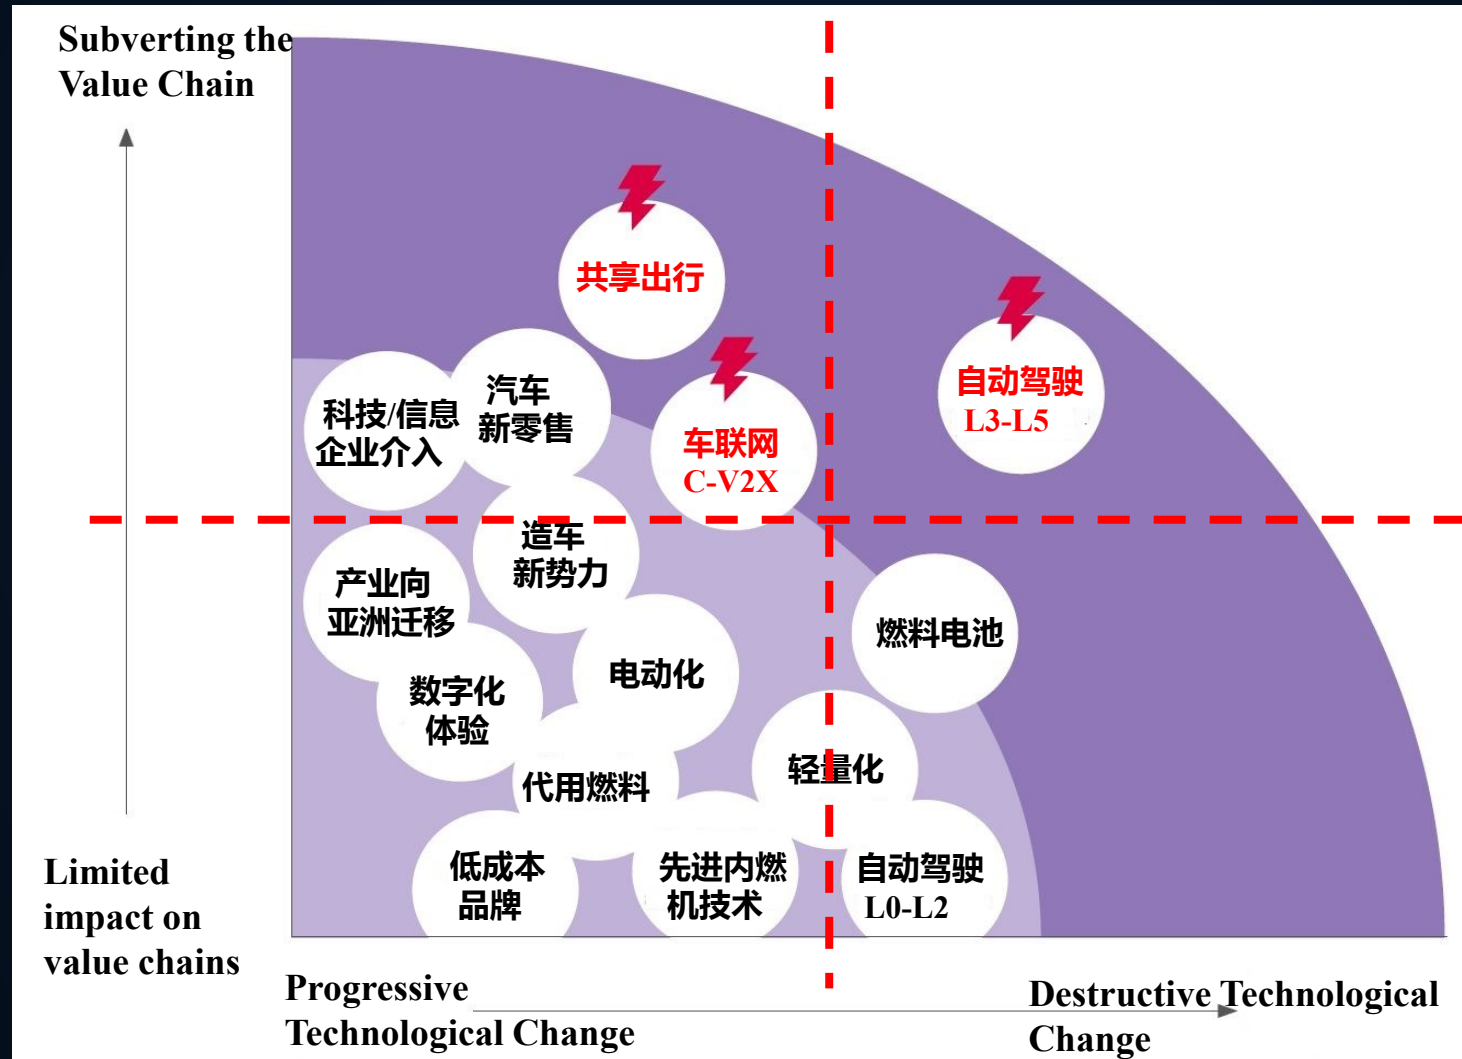 Subverting the
Value Chain
共享出行
自动驾驶
L3-L5
汽车
新零售
科技/信息
企业介入
车联网
C-V2X
造车
新势力
产业向
亚洲迁移
燃料电池
电动化
数字化
体验
轻量化
代用燃料
低成本
品牌
先进内燃
机技术
自动驾驶
L0-L2
Limited
impact on
value chains
Progressive
Technological Change
Destructive Technological
Change